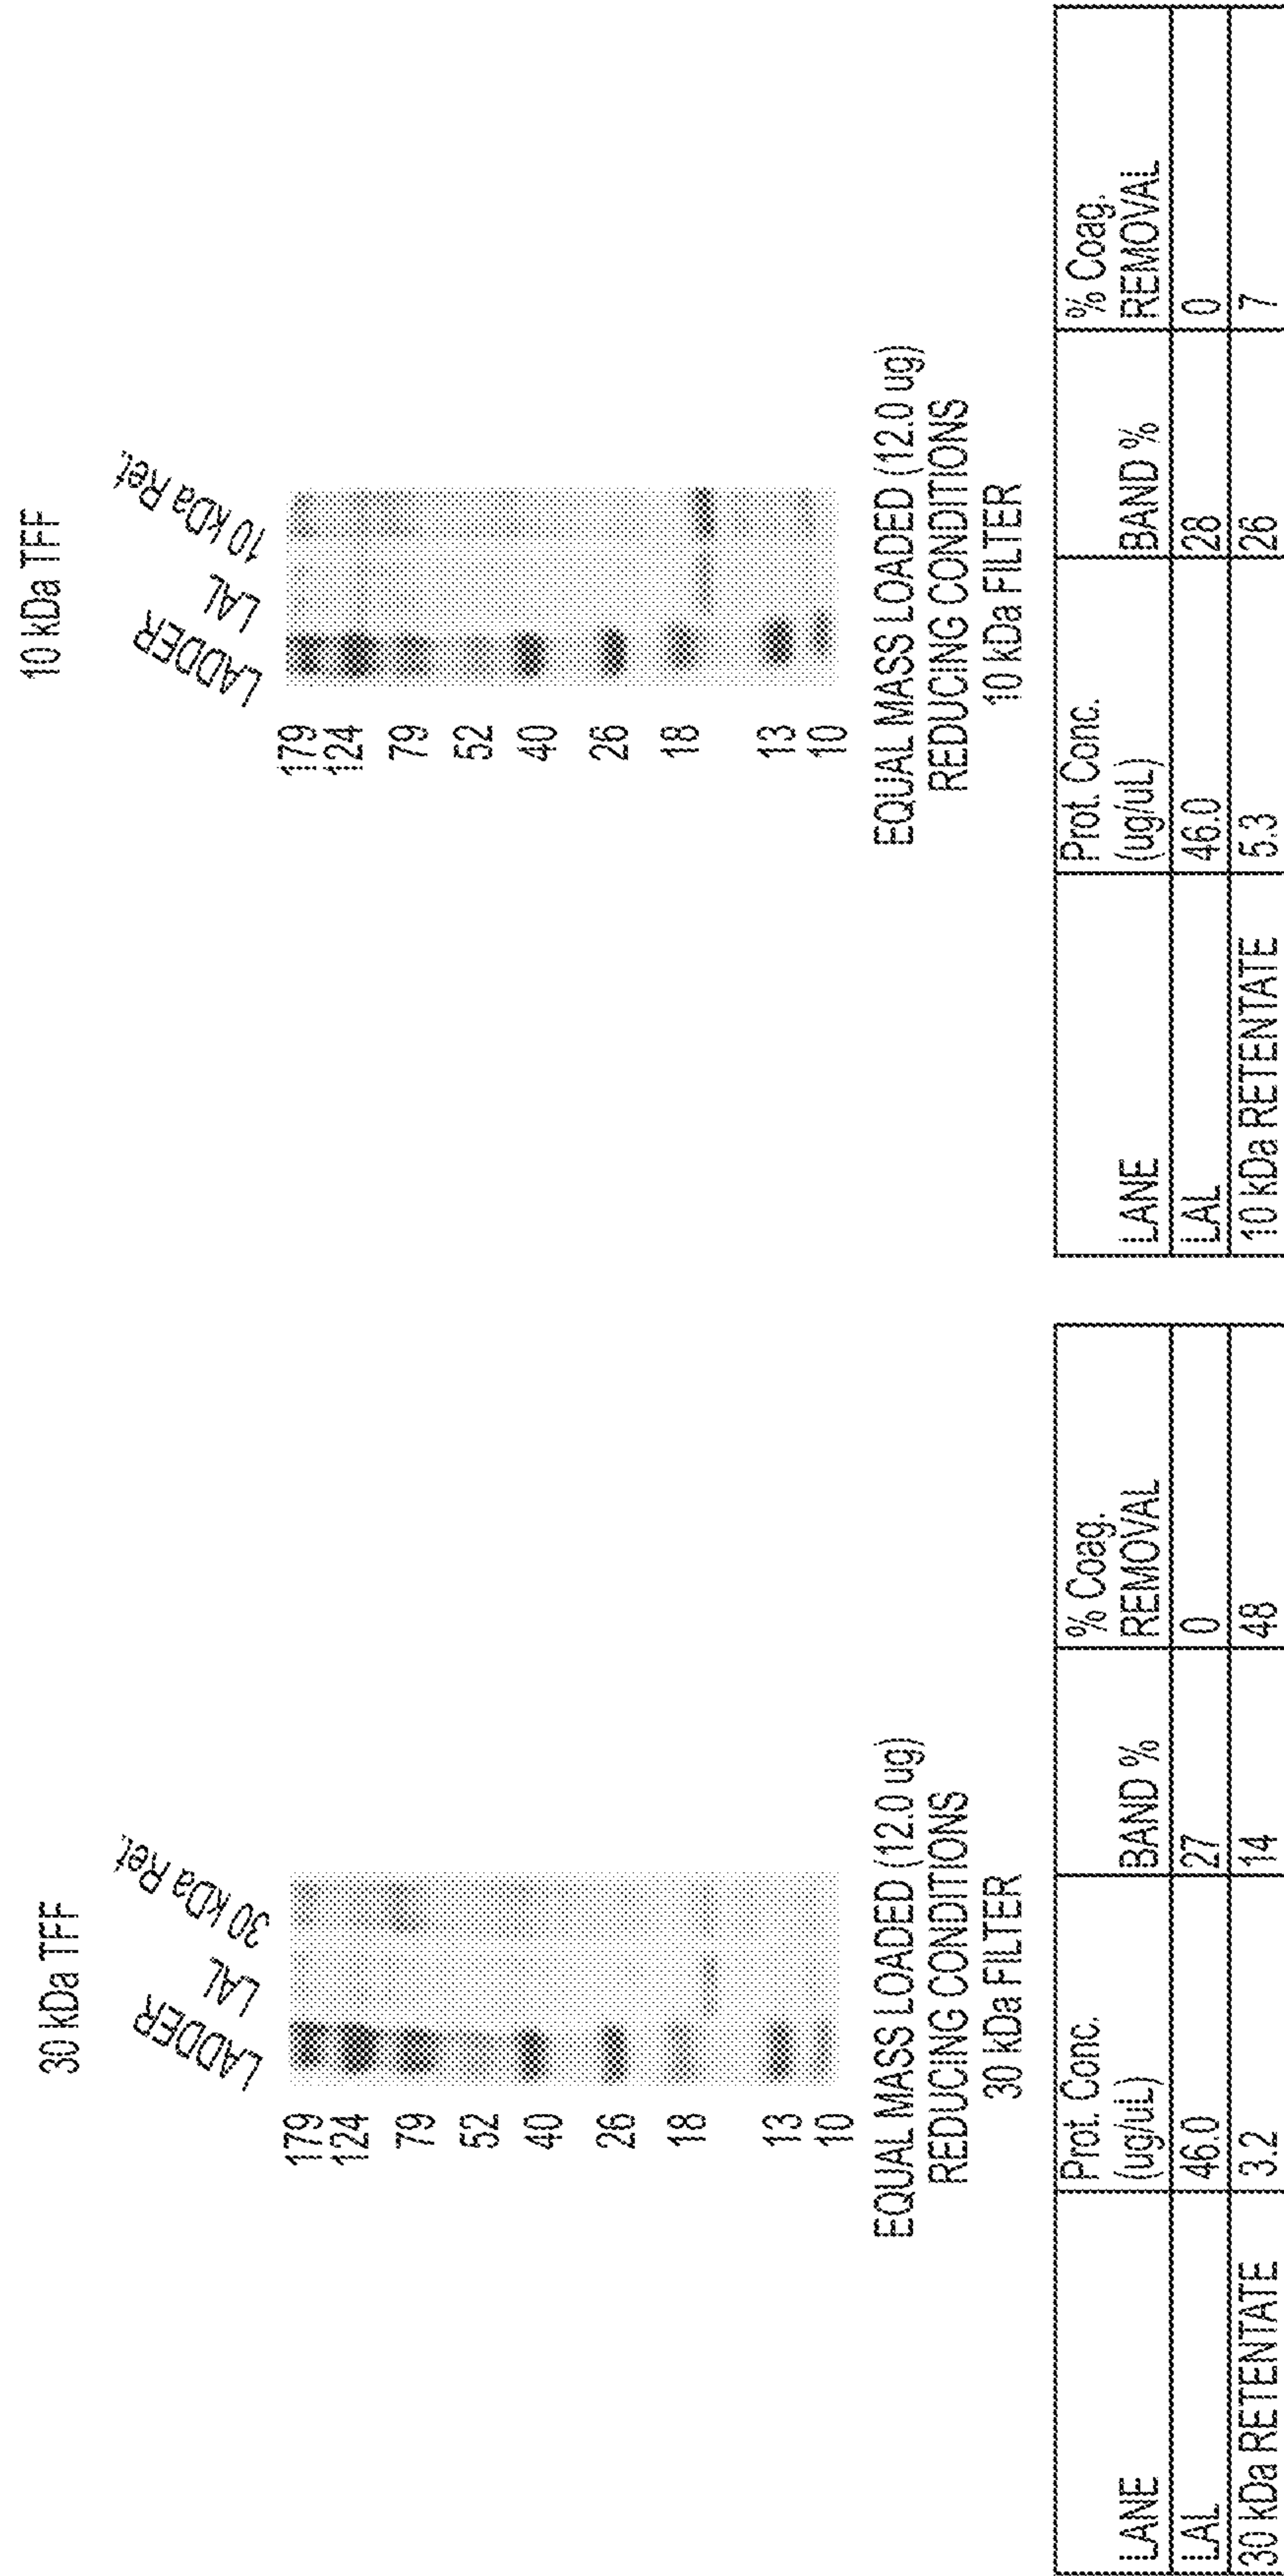 30 kDa TFF
LADDER
LAL
30 kDa Ret.
179
124
79
52
40
26
18
13
10
EQUAL MASS LOADED (12.0 ug)
REDUCING CONDITIONS
30 kDa FILTER
LANE Prot. Conc. (ug/uL) BAND % % Coag. REMOVAL
LAL 46.0 27 0
30 kDa RETENTATE 3.2 14 48
10 kDa TFF
LADDER
LAL
10 kDa Ret.
179
124
79
52
40
26
18
13
10
EQUAL MASS LOADED (12.0 ug)
REDUCING CONDITIONS
10 kDa FILTER
LANE Prot. Conc. (ug/uL) BAND % % Coag. REMOVAL
LAL 46.0 28 0
10 kDa RETENTATE 5.3 26 7